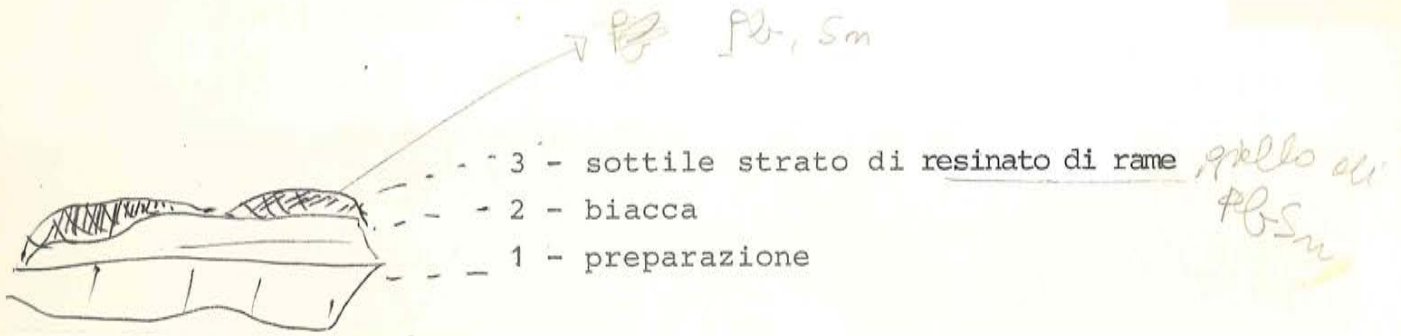 Pb, Sn
3 - sottile strato di resinato di rame, giallo di
Pb Sn
2 - biacca
1 - preparazione